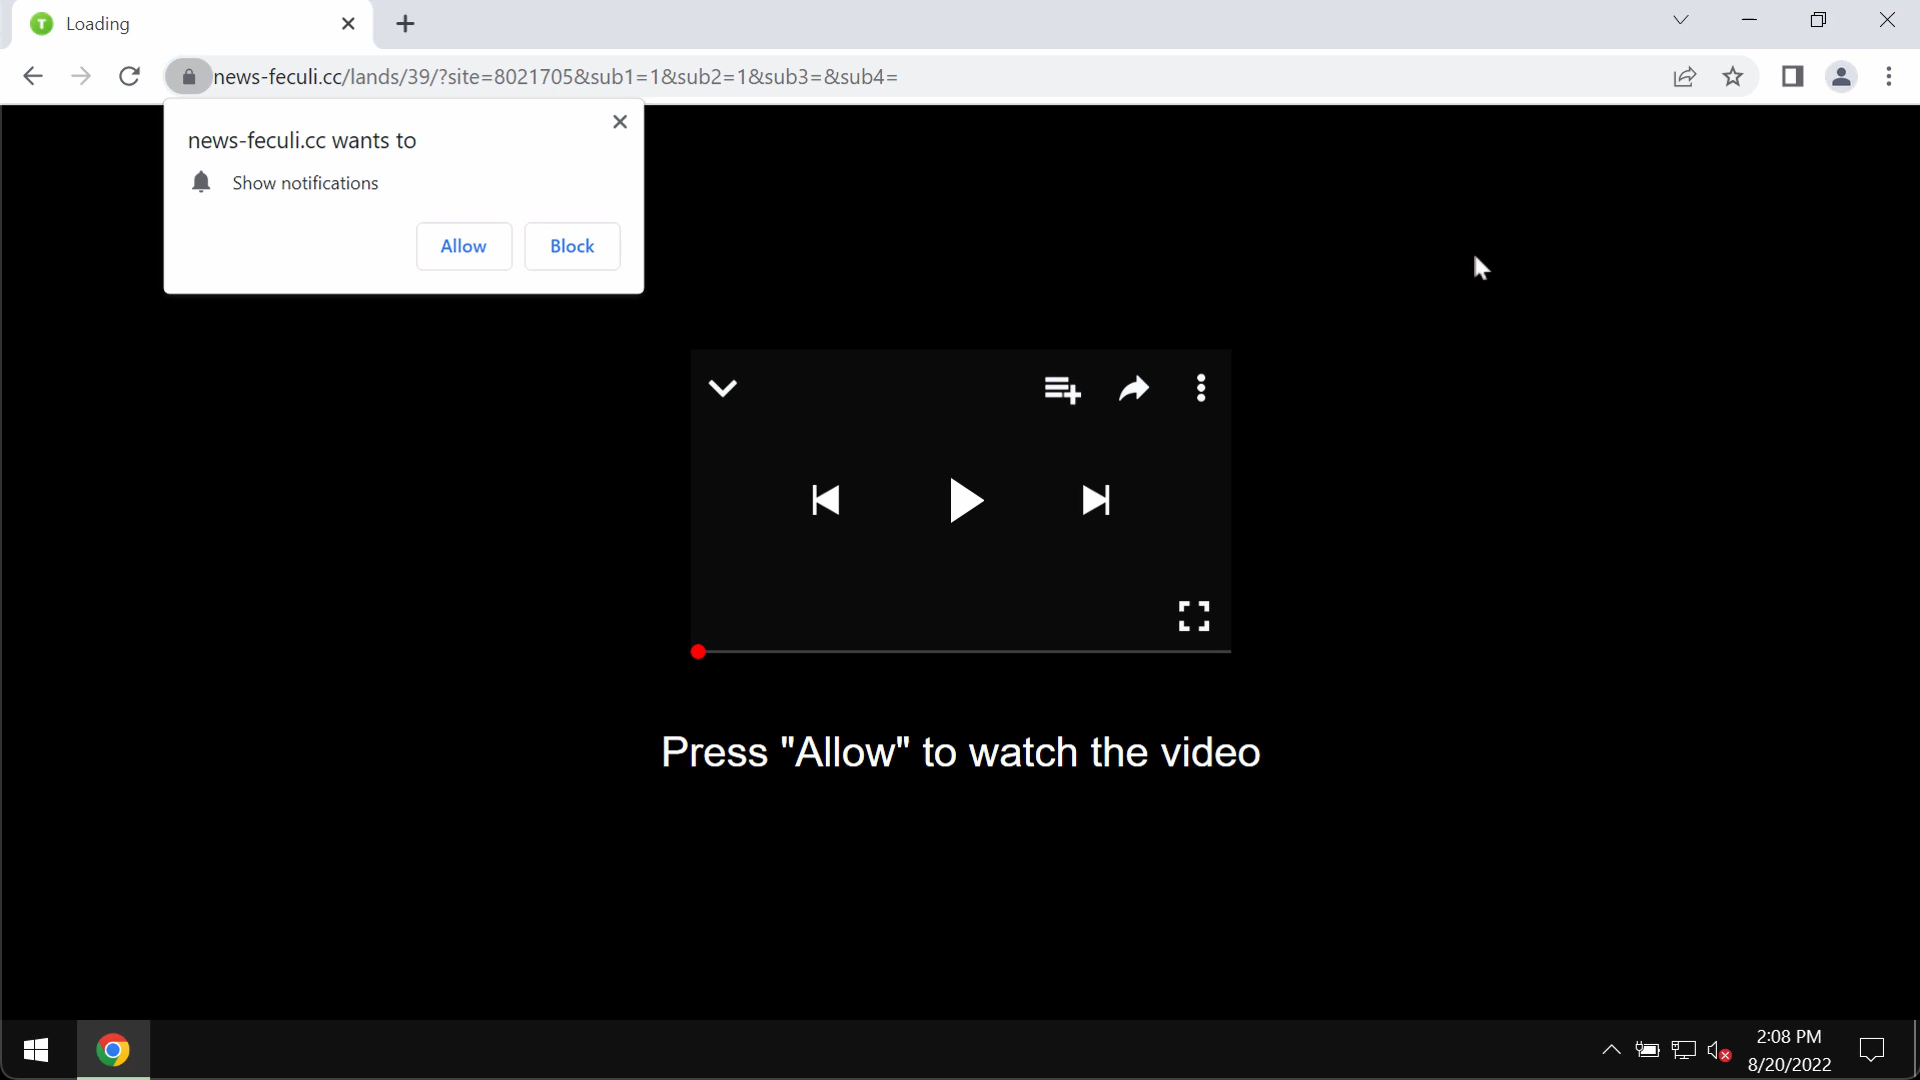 T Loading
news-feculi.cc/lands/39/?site=8021705&sub1=1&sub2=1&sub3=&sub4=
news-feculi.cc wants to
Show notifications
Allow Block
Press "Allow" to watch the video
2:08 PM
8/20/2022